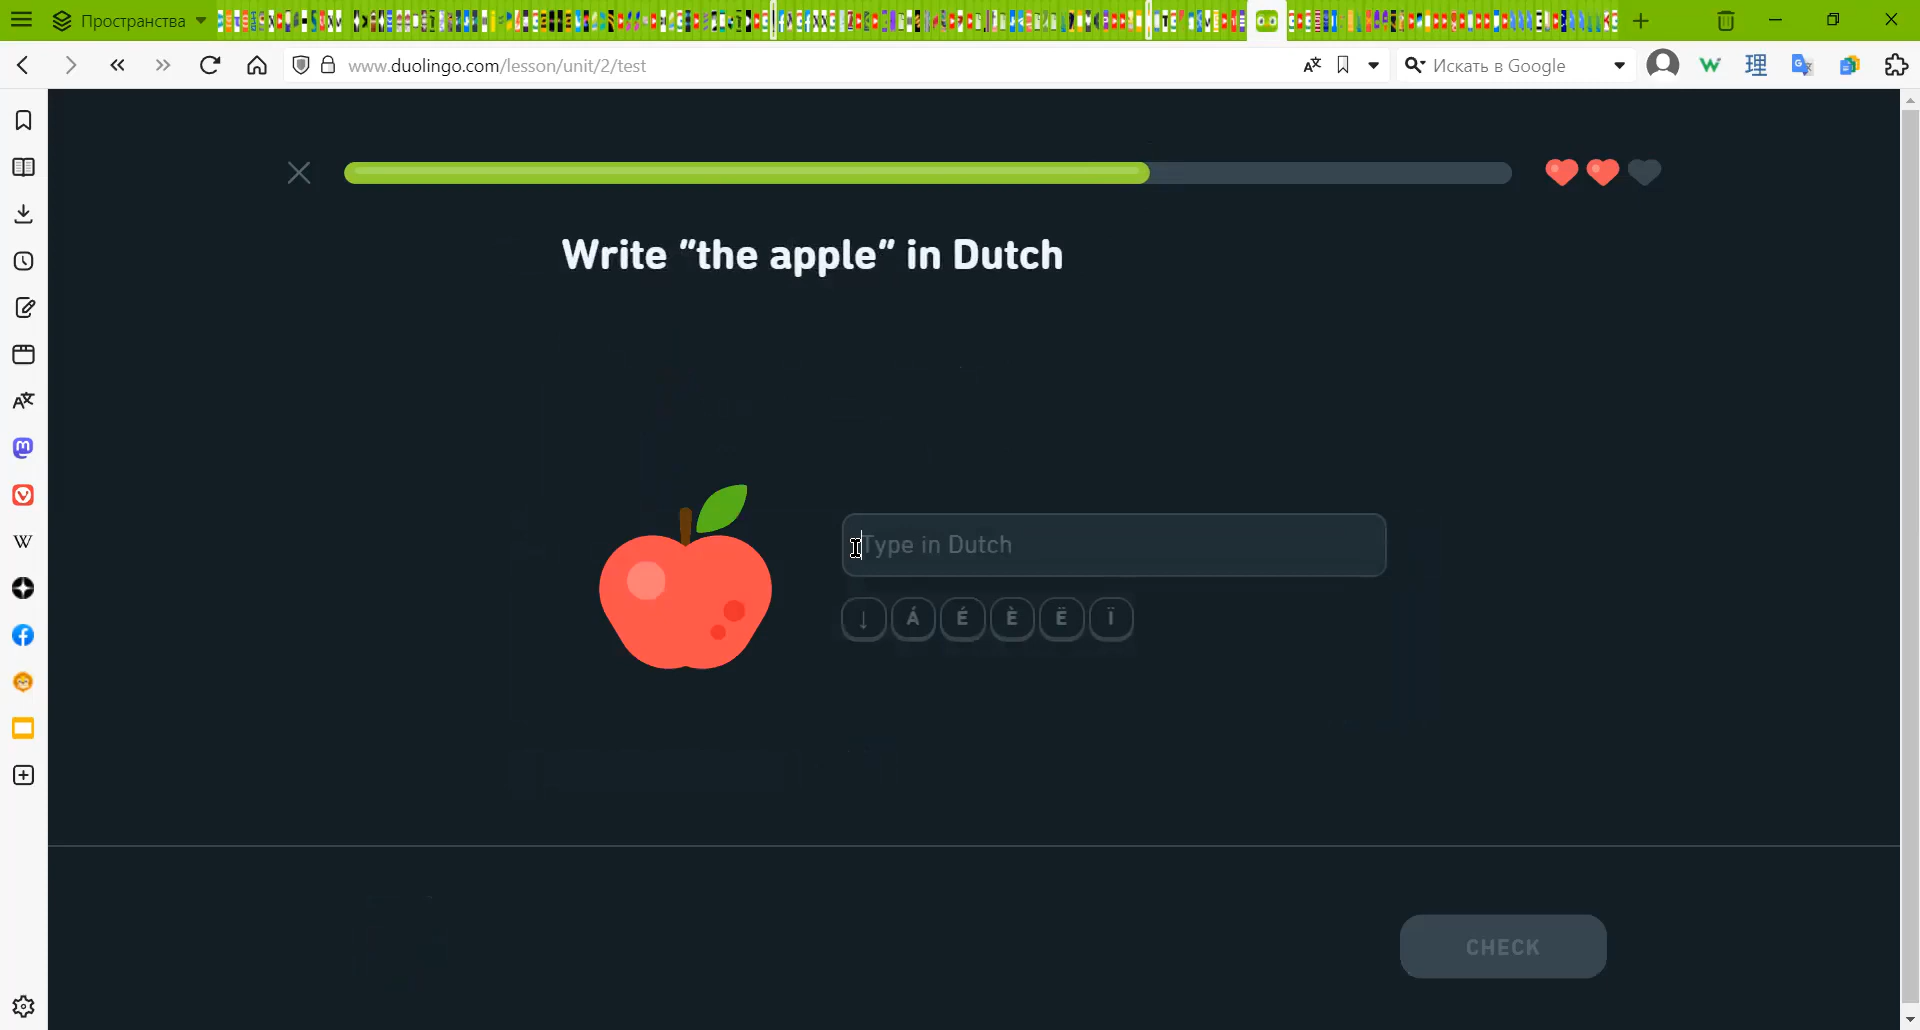 Пространства
www.duolingo.com/lesson/unit/2/test
Искать в Google
Write "the apple" in Dutch
Type in Dutch
↓ Á É È Ë Ï
CHECK